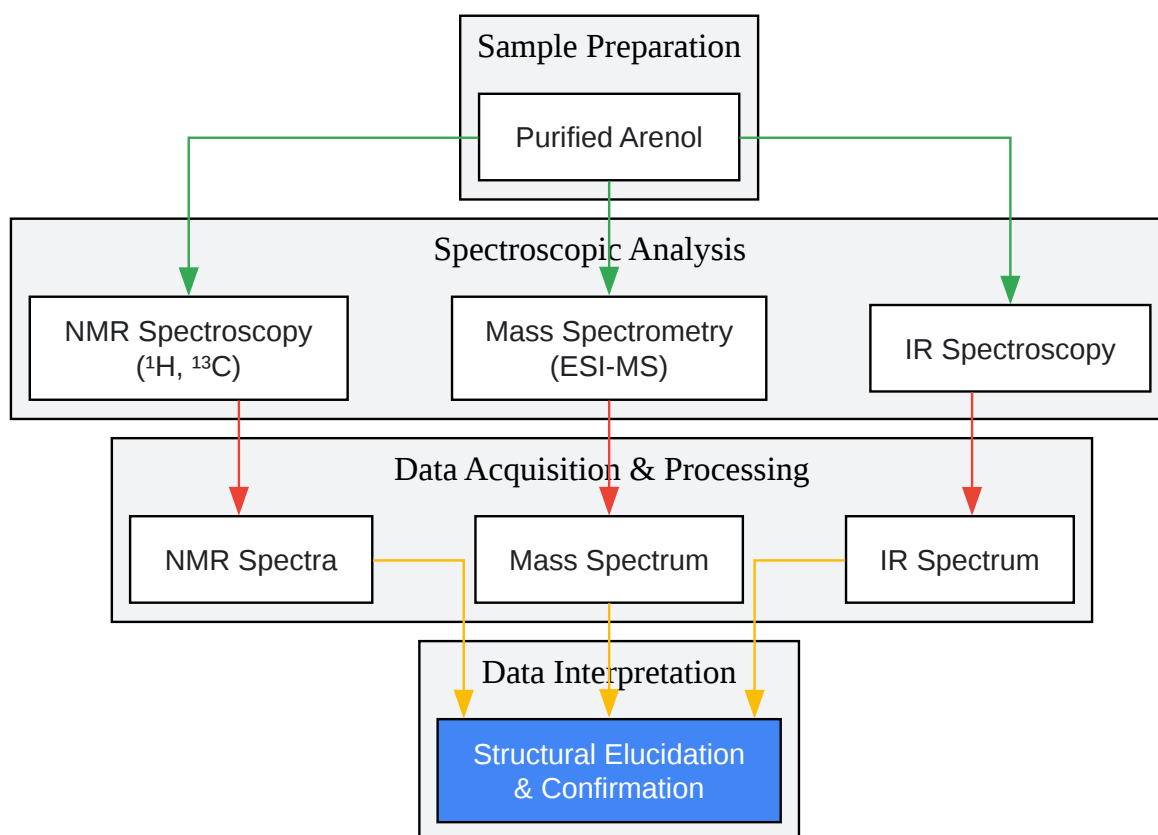 Sample Preparation
Purified Arenol
Spectroscopic Analysis
NMR Spectroscopy
(¹H, ¹³C)
Mass Spectrometry
(ESI-MS)
IR Spectroscopy
Data Acquisition & Processing
NMR Spectra
Mass Spectrum
IR Spectrum
Data Interpretation
Structural Elucidation
& Confirmation